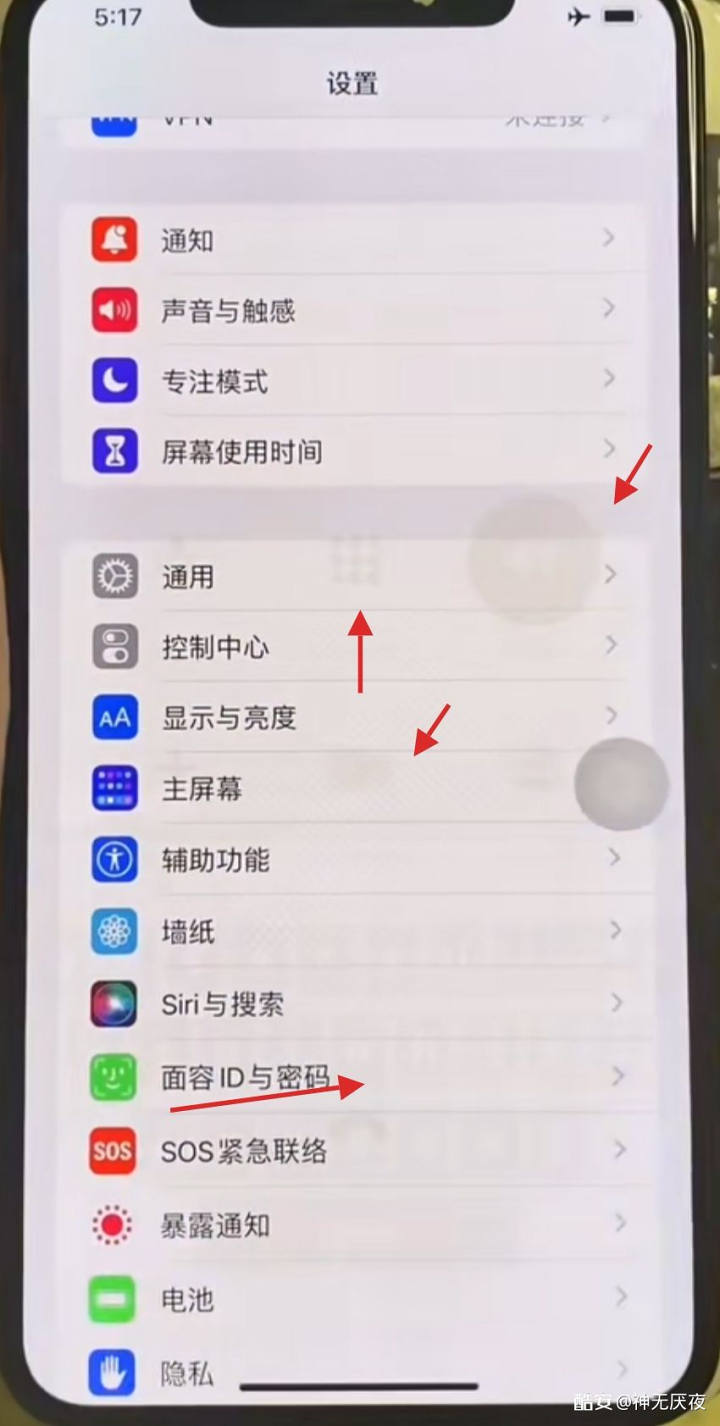 5:17
设置
VPN 未连接
通知
声音与触感
专注模式
屏幕使用时间
通用
控制中心
AA 显示与亮度
主屏幕
辅助功能
墙纸
Siri与搜索
面容ID与密码
SOS SOS紧急联络
暴露通知
电池
隐私
酷安 @神无厌夜